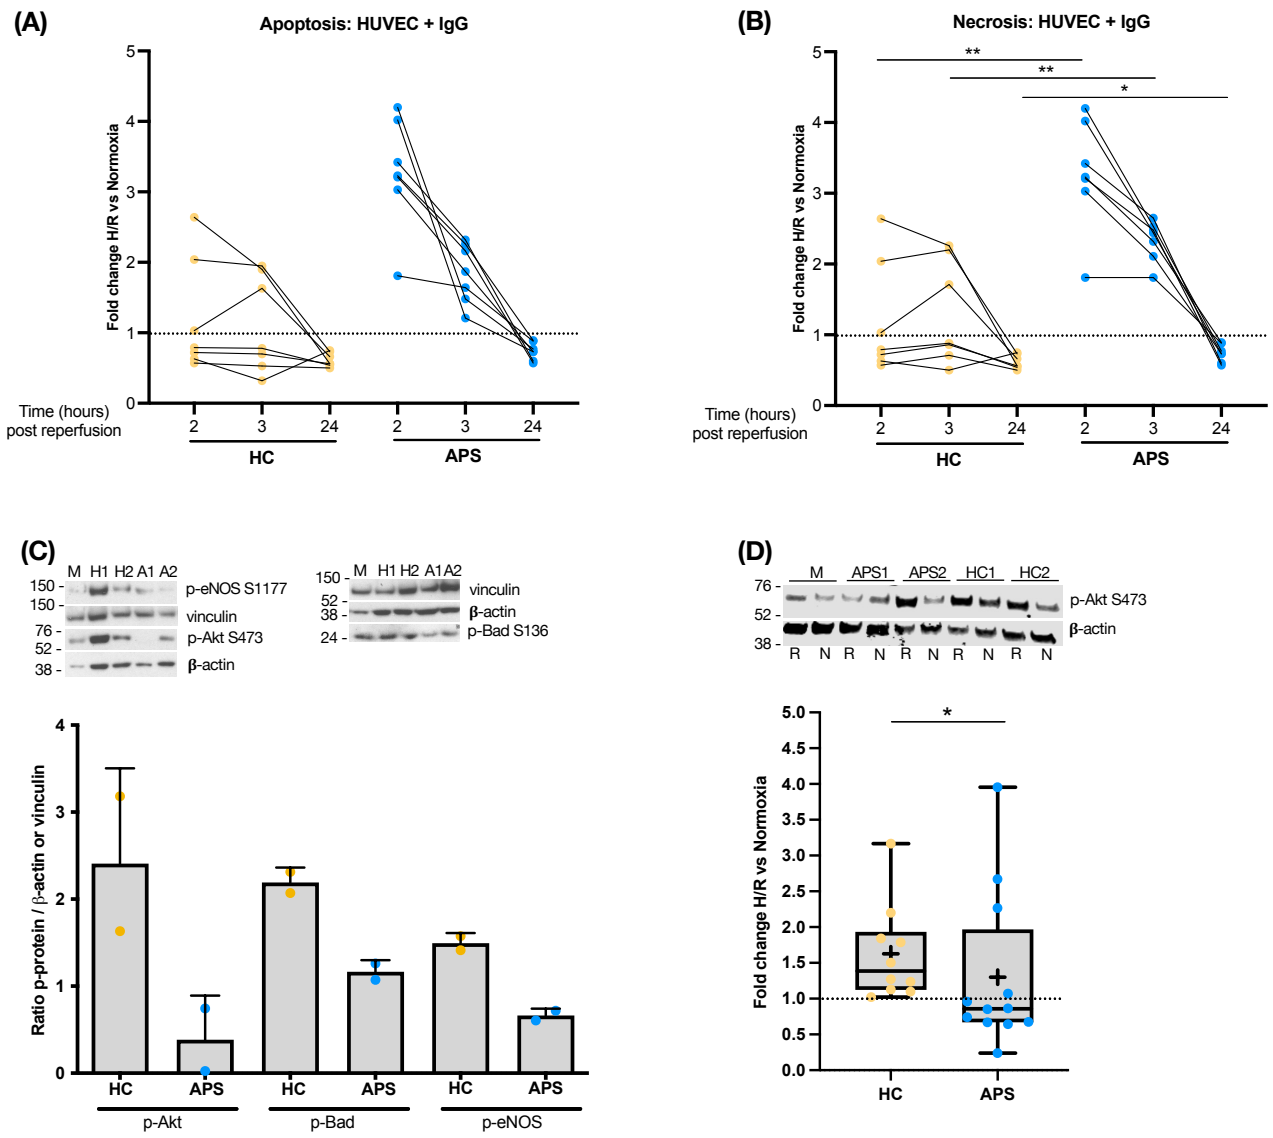 (A)
Apoptosis: HUVEC + IgG
Fold change H/R vs Normoxia
5
4
3
2
1
0
Time (hours)
post reperfusion
2 3 24 2 3 24
HC APS
(B)
Necrosis: HUVEC + IgG
Fold change H/R vs Normoxia
5
4
3
2
1
0
**
**
*
Time (hours)
post reperfusion
2 3 24 2 3 24
HC APS
(C)
M H1 H2 A1 A2
150 - p-eNOS S1177
150 - vinculin
76 - p-Akt S473
52 -
38 - β-actin
M H1 H2 A1 A2
150 - vinculin
52 -
38 - β-actin
24 - p-Bad S136
Ratio p-protein / β-actin or vinculin
4
3
2
1
0
HC APS HC APS HC APS
p-Akt p-Bad p-eNOS
(D)
M APS1 APS2 HC1 HC2
76 - p-Akt S473
52 -
β-actin
38 -
R N R N R N R N R N
Fold change H/R vs Normoxia
5.0
4.5
4.0
3.5
3.0
2.5
2.0
1.5
1.0
0.5
0.0
*
HC APS